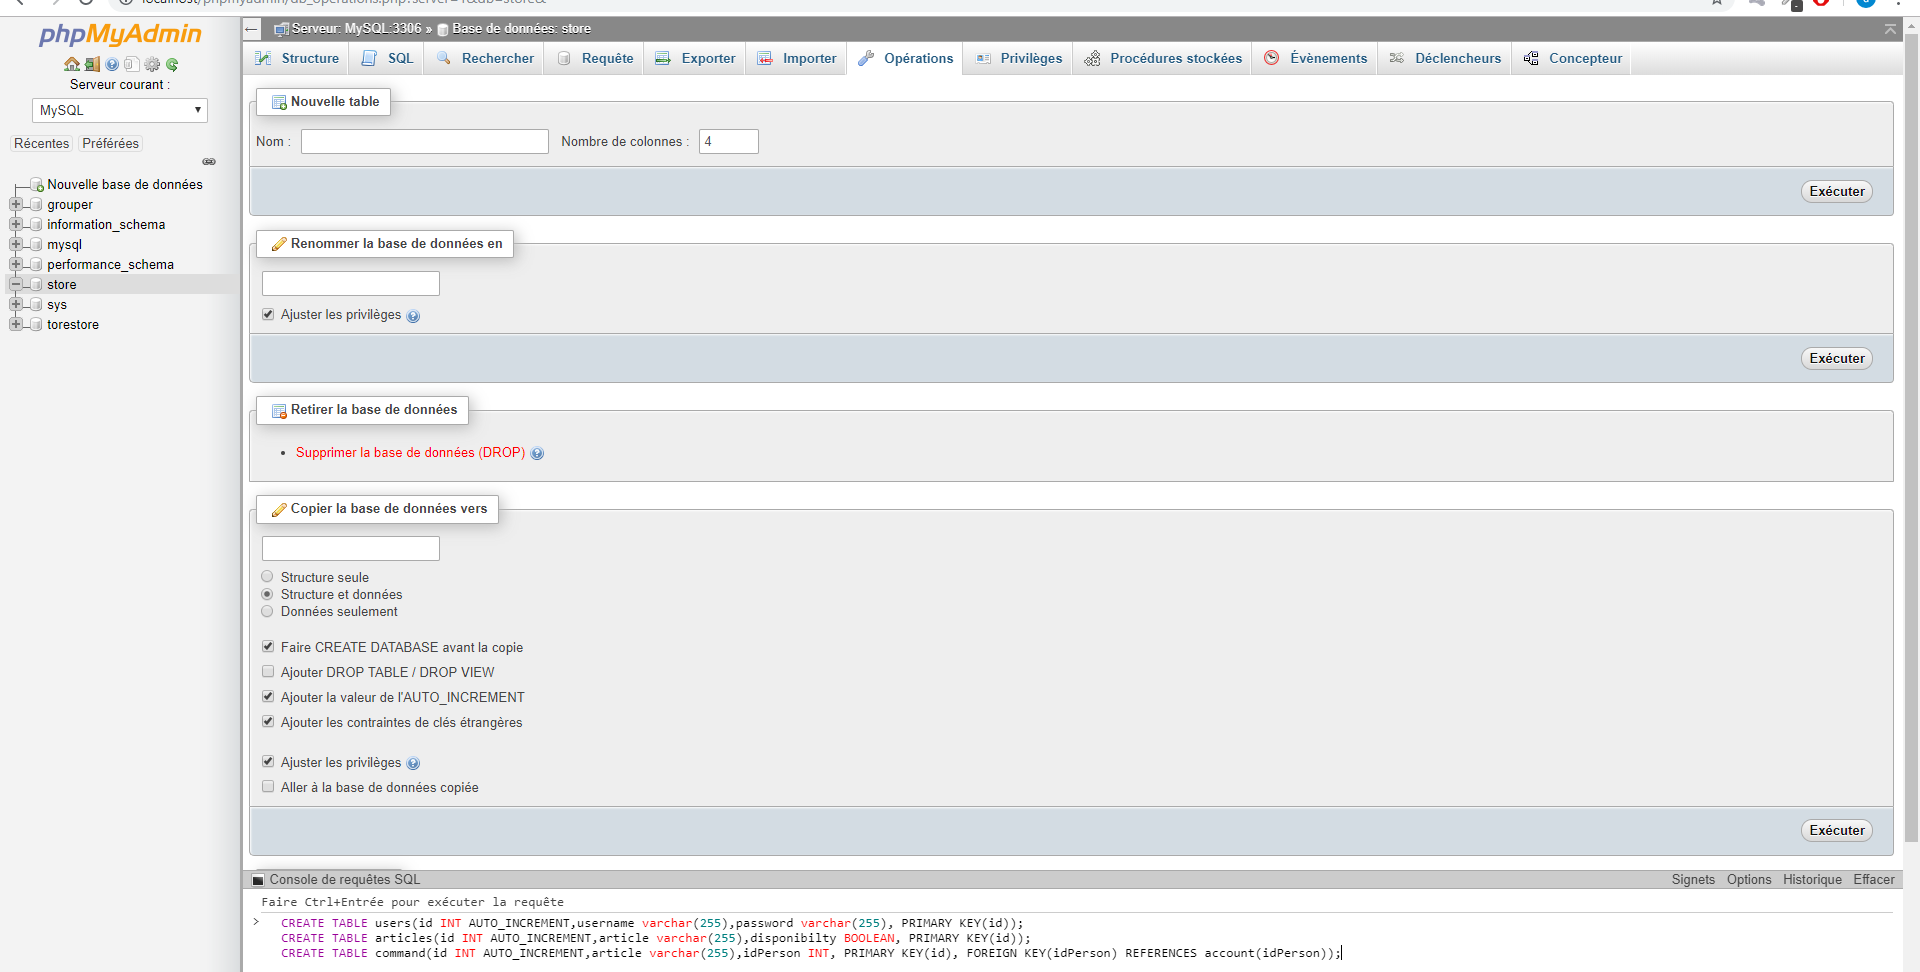 localhost/phpmyadmin/db_operations.php?server=1&db=store&
phpMyAdmin
Serveur courant :
MySQL
Récentes Préférées
Nouvelle base de données
grouper
information_schema
mysql
performance_schema
store
sys
torestore
Serveur: MySQL:3306 » Base de données: store
Structure SQL Rechercher Requête Exporter Importer Opérations Privilèges Procédures stockées Évènements Déclencheurs Concepteur
Nouvelle table
Nom : Nombre de colonnes : 4
Exécuter
Renommer la base de données en
Ajuster les privilèges
Exécuter
Retirer la base de données
• Supprimer la base de données (DROP)
Copier la base de données vers
Structure seule
Structure et données
Données seulement
Faire CREATE DATABASE avant la copie
Ajouter DROP TABLE / DROP VIEW
Ajouter la valeur de l'AUTO_INCREMENT
Ajouter les contraintes de clés étrangères
Ajuster les privilèges
Aller à la base de données copiée
Exécuter
Console de requêtes SQL Signets Options Historique Effacer
Faire Ctrl+Entrée pour exécuter la requête
> CREATE TABLE users(id INT AUTO_INCREMENT,username varchar(255),password varchar(255), PRIMARY KEY(id));
CREATE TABLE articles(id INT AUTO_INCREMENT,article varchar(255),disponibilty BOOLEAN, PRIMARY KEY(id));
CREATE TABLE command(id INT AUTO_INCREMENT,article varchar(255),idPerson INT, PRIMARY KEY(id), FOREIGN KEY(idPerson) REFERENCES account(idPerson));